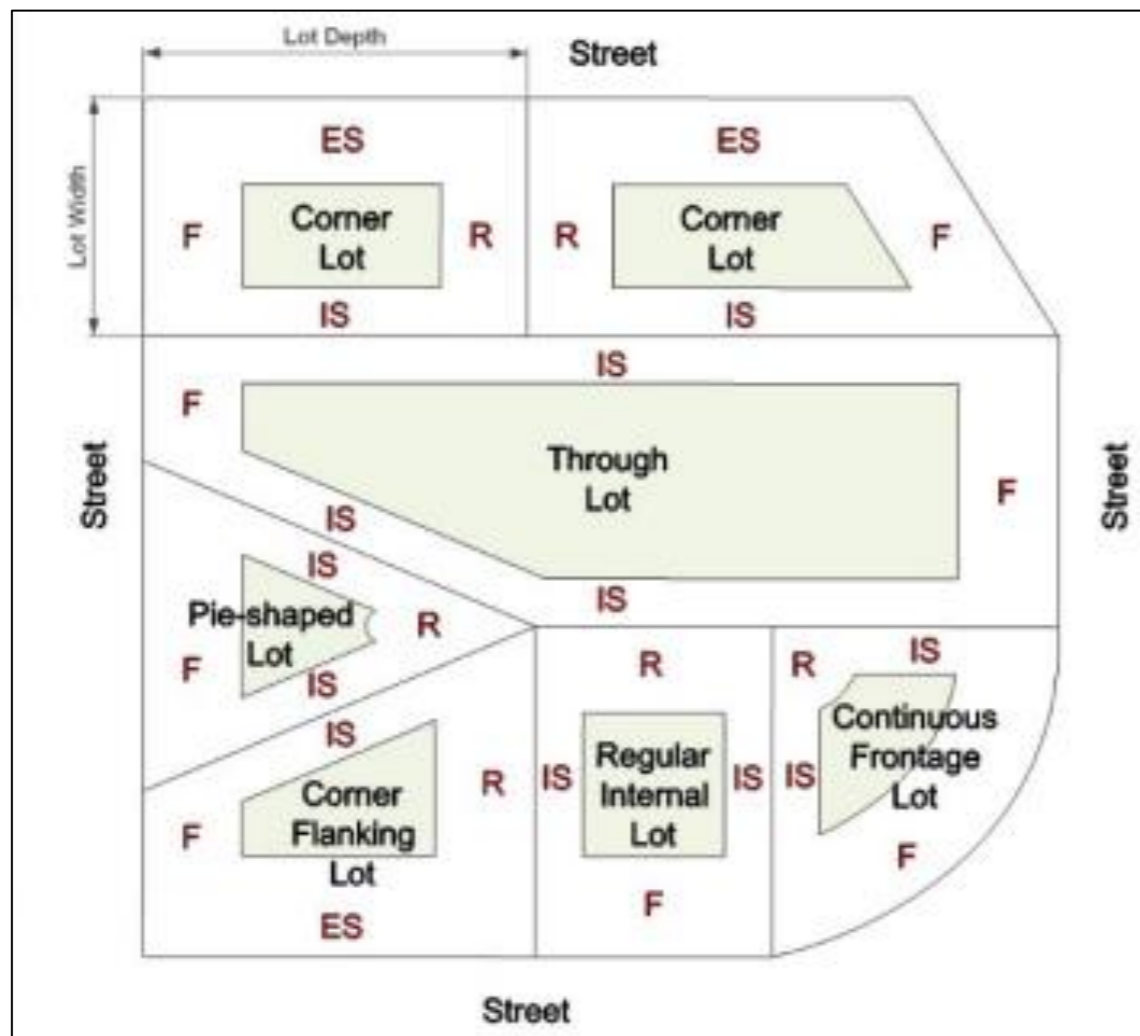 Lot Depth
Street
Lot Width
ES
ES
F
Corner
Lot
R
R
Corner
Lot
F
IS
IS
IS
F
Street
Through
Lot
F
Street
IS
IS
IS
Pie-shaped
Lot
R
F
IS
R
R
IS
IS
Continuous
Frontage
Lot
Regular
Internal
Lot
IS
IS
IS
R
Corner
Flanking
Lot
F
F
F
ES
Street